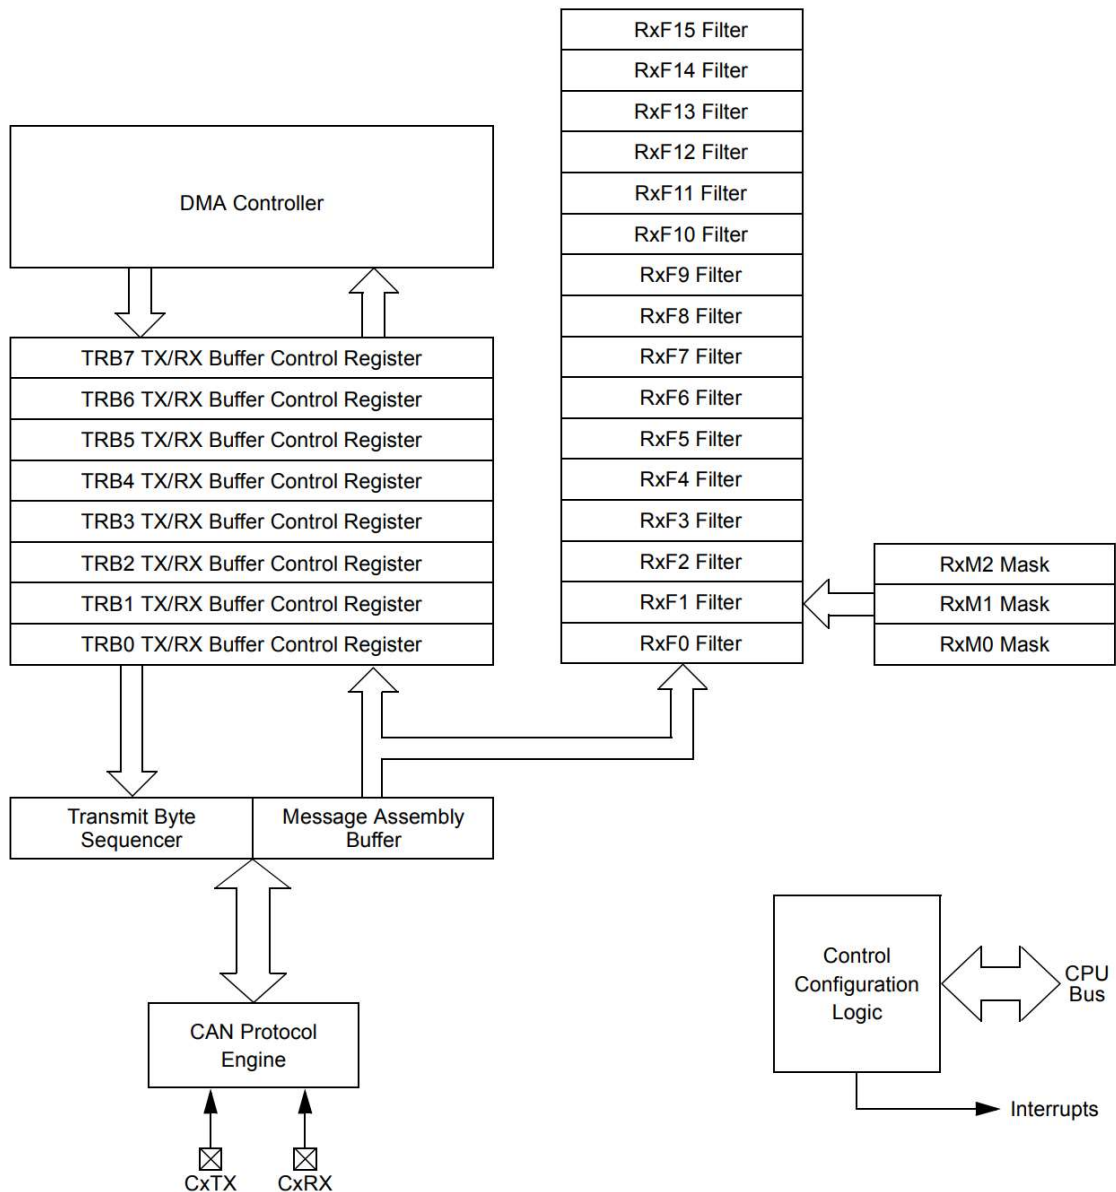 DMA Controller
TRB7 TX/RX Buffer Control Register
TRB6 TX/RX Buffer Control Register
TRB5 TX/RX Buffer Control Register
TRB4 TX/RX Buffer Control Register
TRB3 TX/RX Buffer Control Register
TRB2 TX/RX Buffer Control Register
TRB1 TX/RX Buffer Control Register
TRB0 TX/RX Buffer Control Register
Transmit Byte
Sequencer
Message Assembly
Buffer
CAN Protocol
Engine
CxTX
CxRX
RxF15 Filter
RxF14 Filter
RxF13 Filter
RxF12 Filter
RxF11 Filter
RxF10 Filter
RxF9 Filter
RxF8 Filter
RxF7 Filter
RxF6 Filter
RxF5 Filter
RxF4 Filter
RxF3 Filter
RxF2 Filter
RxF1 Filter
RxF0 Filter
RxM2 Mask
RxM1 Mask
RxM0 Mask
Control
Configuration
Logic
CPU
Bus
Interrupts